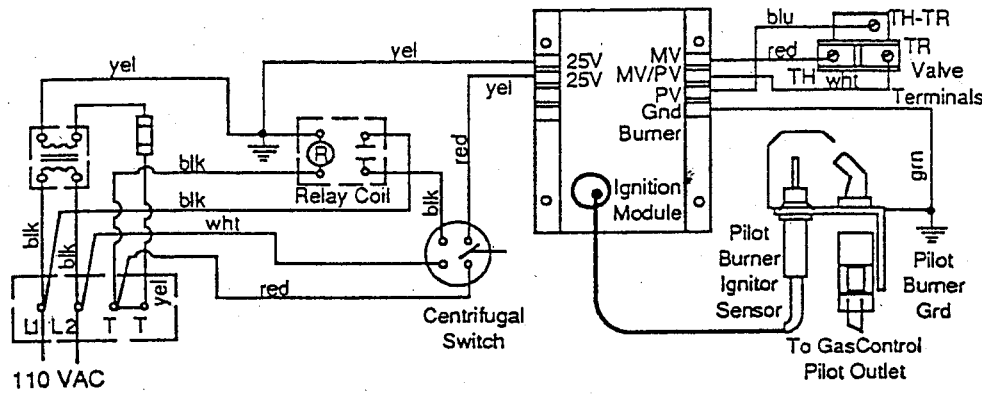 blu
TH-TR
yel
25V
MV
red
TR
yel
25V
MV/PV
TH
wht
Valve
yel
PV
Terminals
Gnd
Burner
red
R
blk
grn
Relay Coil
Ignition
Module
blk
blk
wht
blk
blk
yel
red
Pilot
Burner
Ignitor
Sensor
Pilot
Burner
Grd
L1
L2
T
T
Centrifugal
Switch
To GasControl
Pilot Outlet
110 VAC